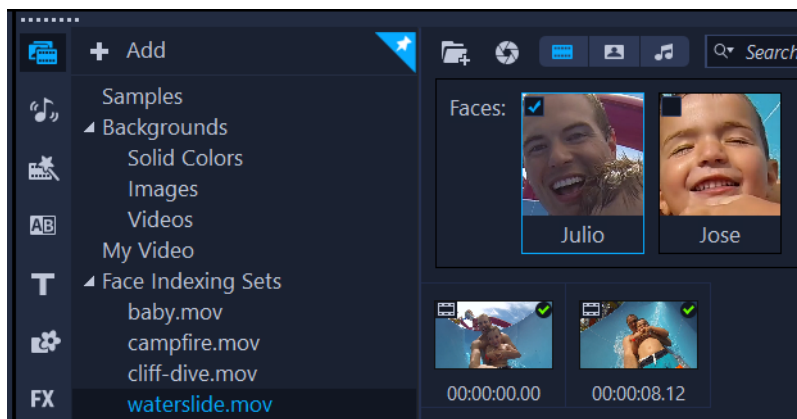 Add
Search
Samples
Backgrounds
Solid Colors
Images
Videos
My Video
Face Indexing Sets
baby.mov
campfire.mov
cliff-dive.mov
waterslide.mov
AB
T
FX
Faces:
Julio
Jose
00:00:00.00
00:00:08.12